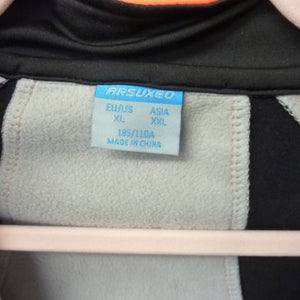 ARSUXEO
EU/US ASIA
XL XXL
185/110A
MADE IN CHINA